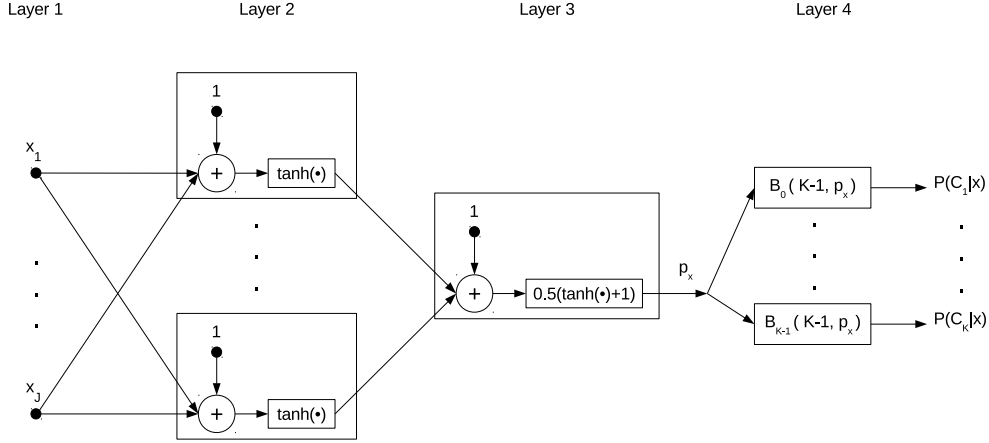 Layer 1 Layer 2 Layer 3 Layer 4
1
x1
+ tanh(•)
B0 ( K-1, px) P(C1|x)
1
px
+ 0.5(tanh(•)+1)
1
BK-1 ( K-1, px) P(CK|x)
xJ
+ tanh(•)